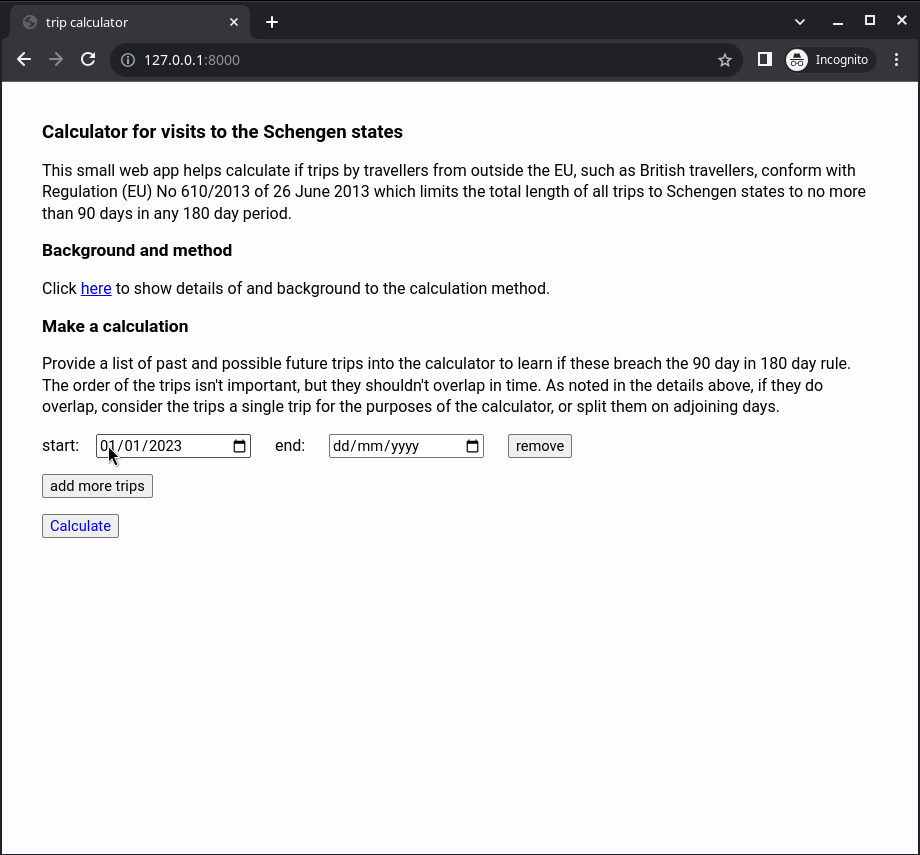 trip calculator
127.0.0.1:8000
Incognito
Calculator for visits to the Schengen states
This small web app helps calculate if trips by travellers from outside the EU, such as British travellers, conform with
Regulation (EU) No 610/2013 of 26 June 2013 which limits the total length of all trips to Schengen states to no more
than 90 days in any 180 day period.
Background and method
Click here to show details of and background to the calculation method.
Make a calculation
Provide a list of past and possible future trips into the calculator to learn if these breach the 90 day in 180 day rule.
The order of the trips isn't important, but they shouldn't overlap in time. As noted in the details above, if they do
overlap, consider the trips a single trip for the purposes of the calculator, or split them on adjoining days.
start: 01/01/2023 end: dd/mm/yyyy remove
add more trips
Calculate